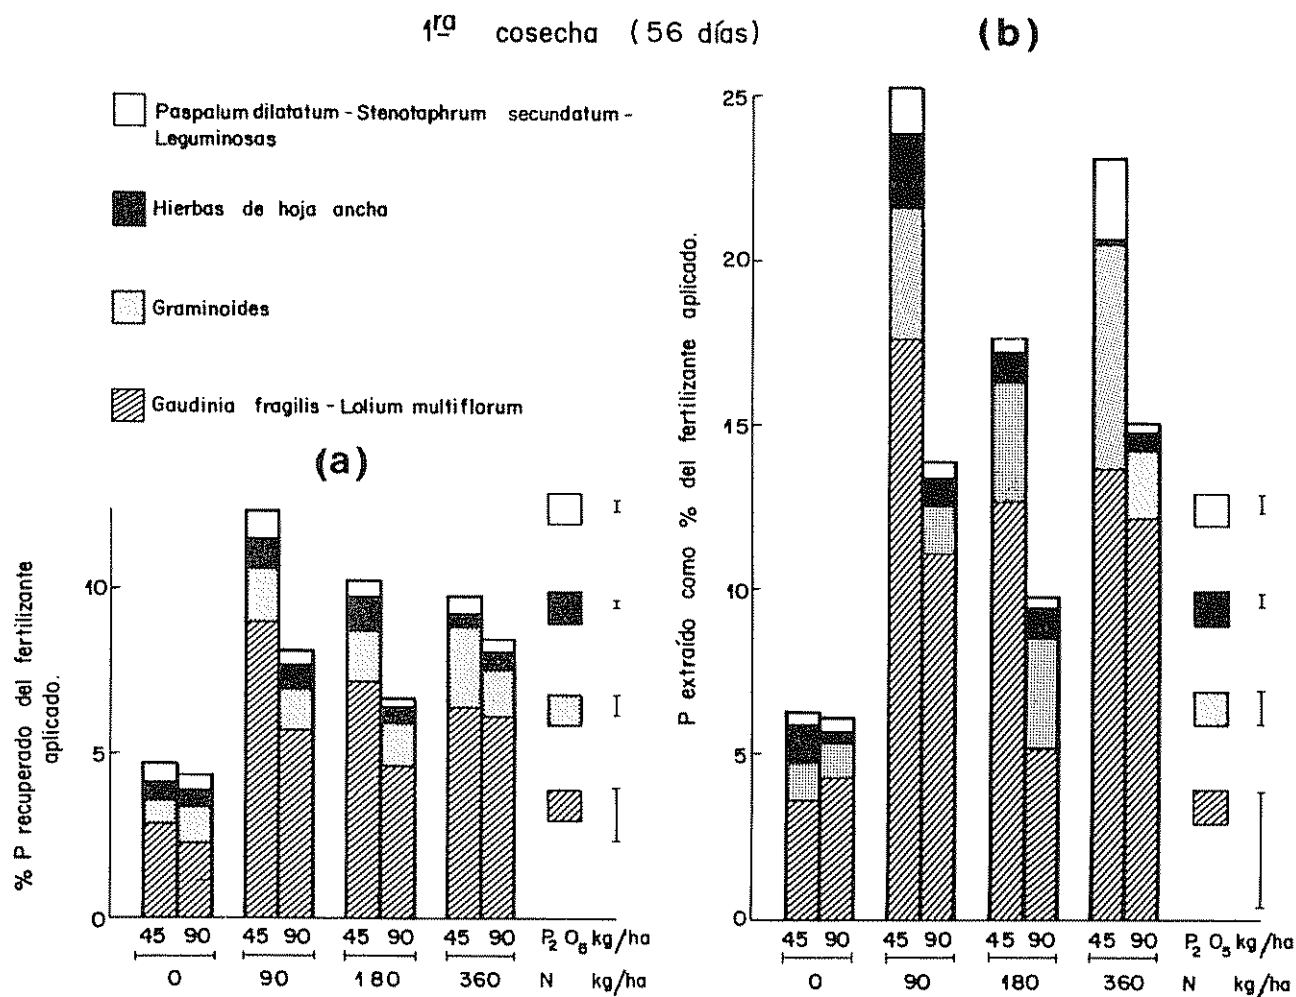 1ra cosecha (56 días)
(b)
Paspalum dilatatum - Stenotaphrum secundatum -
Leguminosas
Hierbas de hoja ancha
Graminoides
Gaudinia fragilis - Lolium multiflorum
(a)
% P recuperado del fertilizante
aplicado.
10
5
0
45 90 45 90 45 90 45 90 P2 O5 kg/ha
0 90 180 360 N kg/ha
P extraído como % del fertilizante aplicado.
25
20
15
10
5
0
45 90 45 90 45 90 45 90 P2 O5 kg/ha
0 90 180 360 N kg/ha